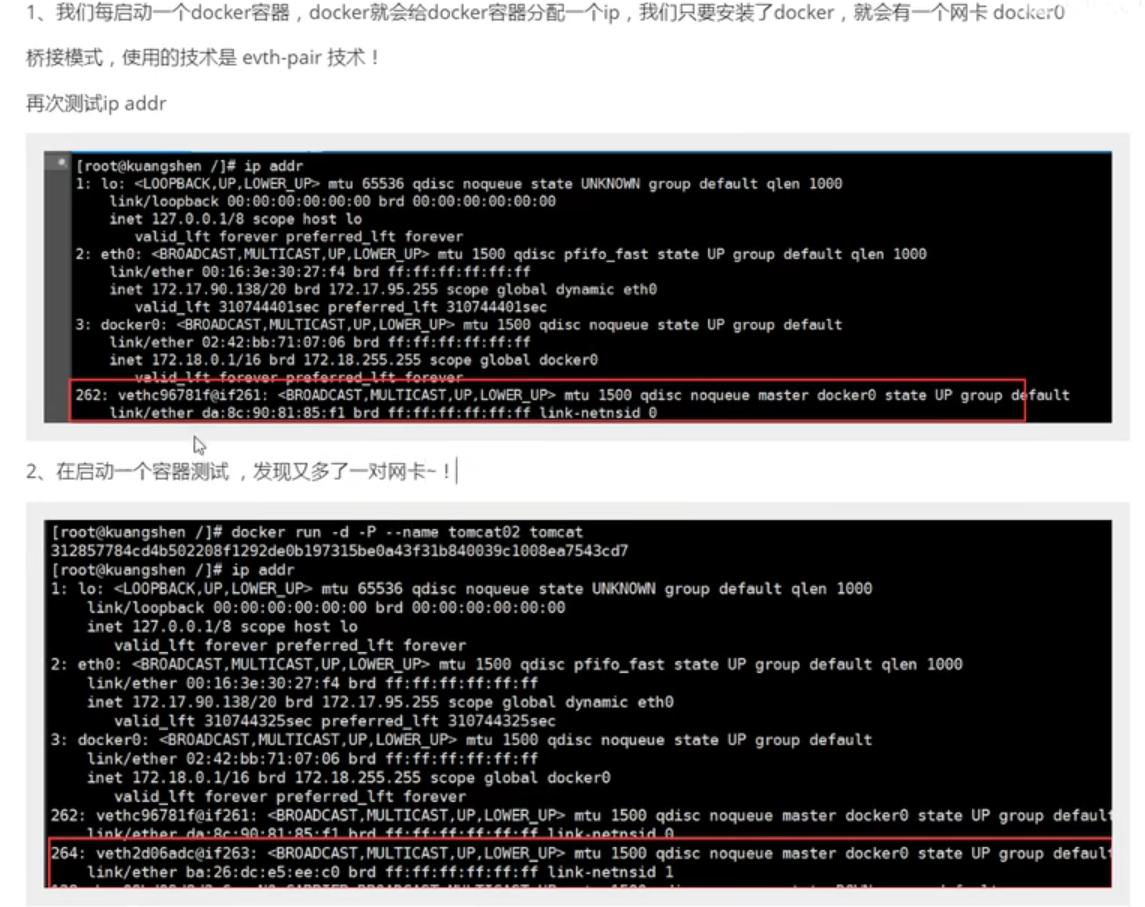 1、我们每启动一个docker容器，docker就会给docker容器分配一个ip，我们只要安装了docker，就会有一个网卡 docker0
桥接模式，使用的技术是 evth-pair 技术！
再次测试ip addr
[root@kuangshen /]# ip addr
1: lo: <LOOPBACK,UP,LOWER_UP> mtu 65536 qdisc noqueue state UNKNOWN group default qlen 1000
link/loopback 00:00:00:00:00:00 brd 00:00:00:00:00:00
inet 127.0.0.1/8 scope host lo
valid_lft forever preferred_lft forever
2: eth0: <BROADCAST,MULTICAST,UP,LOWER_UP> mtu 1500 qdisc pfifo_fast state UP group default qlen 1000
link/ether 00:16:3e:30:27:f4 brd ff:ff:ff:ff:ff:ff
inet 172.17.90.138/20 brd 172.17.95.255 scope global dynamic eth0
valid_lft 310744401sec preferred_lft 310744401sec
3: docker0: <BROADCAST,MULTICAST,UP,LOWER_UP> mtu 1500 qdisc noqueue state UP group default
link/ether 02:42:bb:71:07:06 brd ff:ff:ff:ff:ff:ff
inet 172.18.0.1/16 brd 172.18.255.255 scope global docker0
valid_lft forever preferred_lft forever
262: vethc96781f@if261: <BROADCAST,MULTICAST,UP,LOWER_UP> mtu 1500 qdisc noqueue master docker0 state UP group default
link/ether da:8c:90:81:85:f1 brd ff:ff:ff:ff:ff:ff link-netnsid 0
2、在启动一个容器测试 ，发现又多了一对网卡~！
[root@kuangshen /]# docker run -d -P --name tomcat02 tomcat
312857784cd4b502208f1292de0b197315be0a43f31b840039c1008ea7543cd7
[root@kuangshen /]# ip addr
1: lo: <LOOPBACK,UP,LOWER_UP> mtu 65536 qdisc noqueue state UNKNOWN group default qlen 1000
link/loopback 00:00:00:00:00:00 brd 00:00:00:00:00:00
inet 127.0.0.1/8 scope host lo
valid_lft forever preferred_lft forever
2: eth0: <BROADCAST,MULTICAST,UP,LOWER_UP> mtu 1500 qdisc pfifo_fast state UP group default qlen 1000
link/ether 00:16:3e:30:27:f4 brd ff:ff:ff:ff:ff:ff
inet 172.17.90.138/20 brd 172.17.95.255 scope global dynamic eth0
valid_lft 310744325sec preferred_lft 310744325sec
3: docker0: <BROADCAST,MULTICAST,UP,LOWER_UP> mtu 1500 qdisc noqueue state UP group default
link/ether 02:42:bb:71:07:06 brd ff:ff:ff:ff:ff:ff
inet 172.18.0.1/16 brd 172.18.255.255 scope global docker0
valid_lft forever preferred_lft forever
262: vethc96781f@if261: <BROADCAST,MULTICAST,UP,LOWER_UP> mtu 1500 qdisc noqueue master docker0 state UP group default
link/ether da:8c:90:81:85:f1 brd ff:ff:ff:ff:ff:ff link-netnsid 0
264: veth2d06adc@if263: <BROADCAST,MULTICAST,UP,LOWER_UP> mtu 1500 qdisc noqueue master docker0 state UP group default
link/ether ba:26:dc:e5:ee:c0 brd ff:ff:ff:ff:ff:ff link-netnsid 1